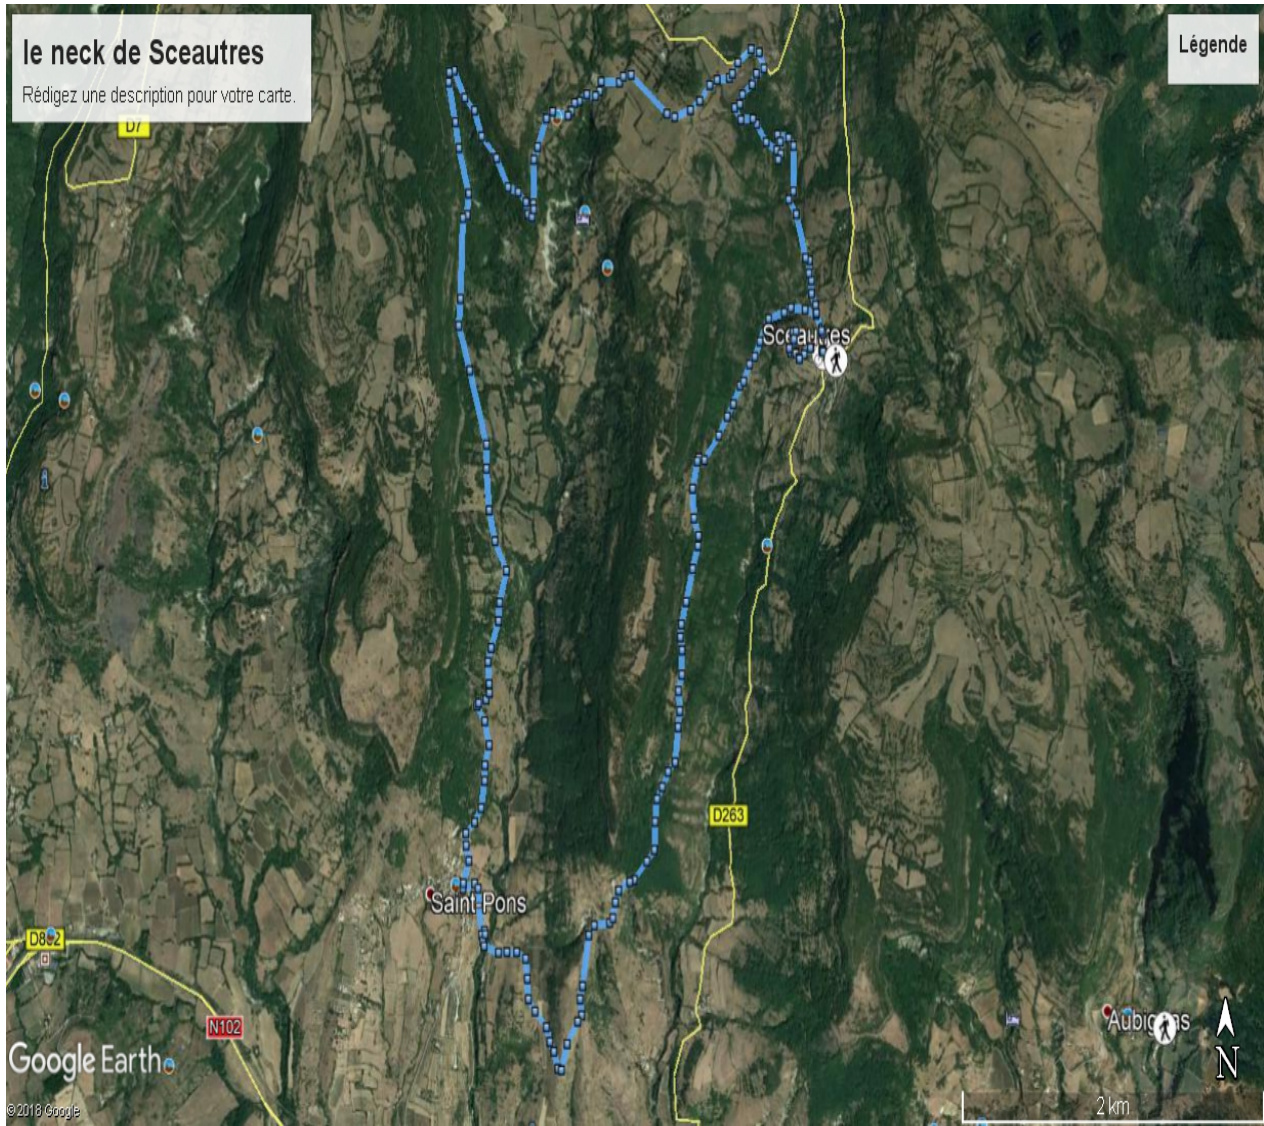 le neck de Sceautres
Rédigez une description pour votre carte.
Légende
D7
Sceautres
D263
Saint-Pons
N102
N
Google Earth
©2018 Google
2 km